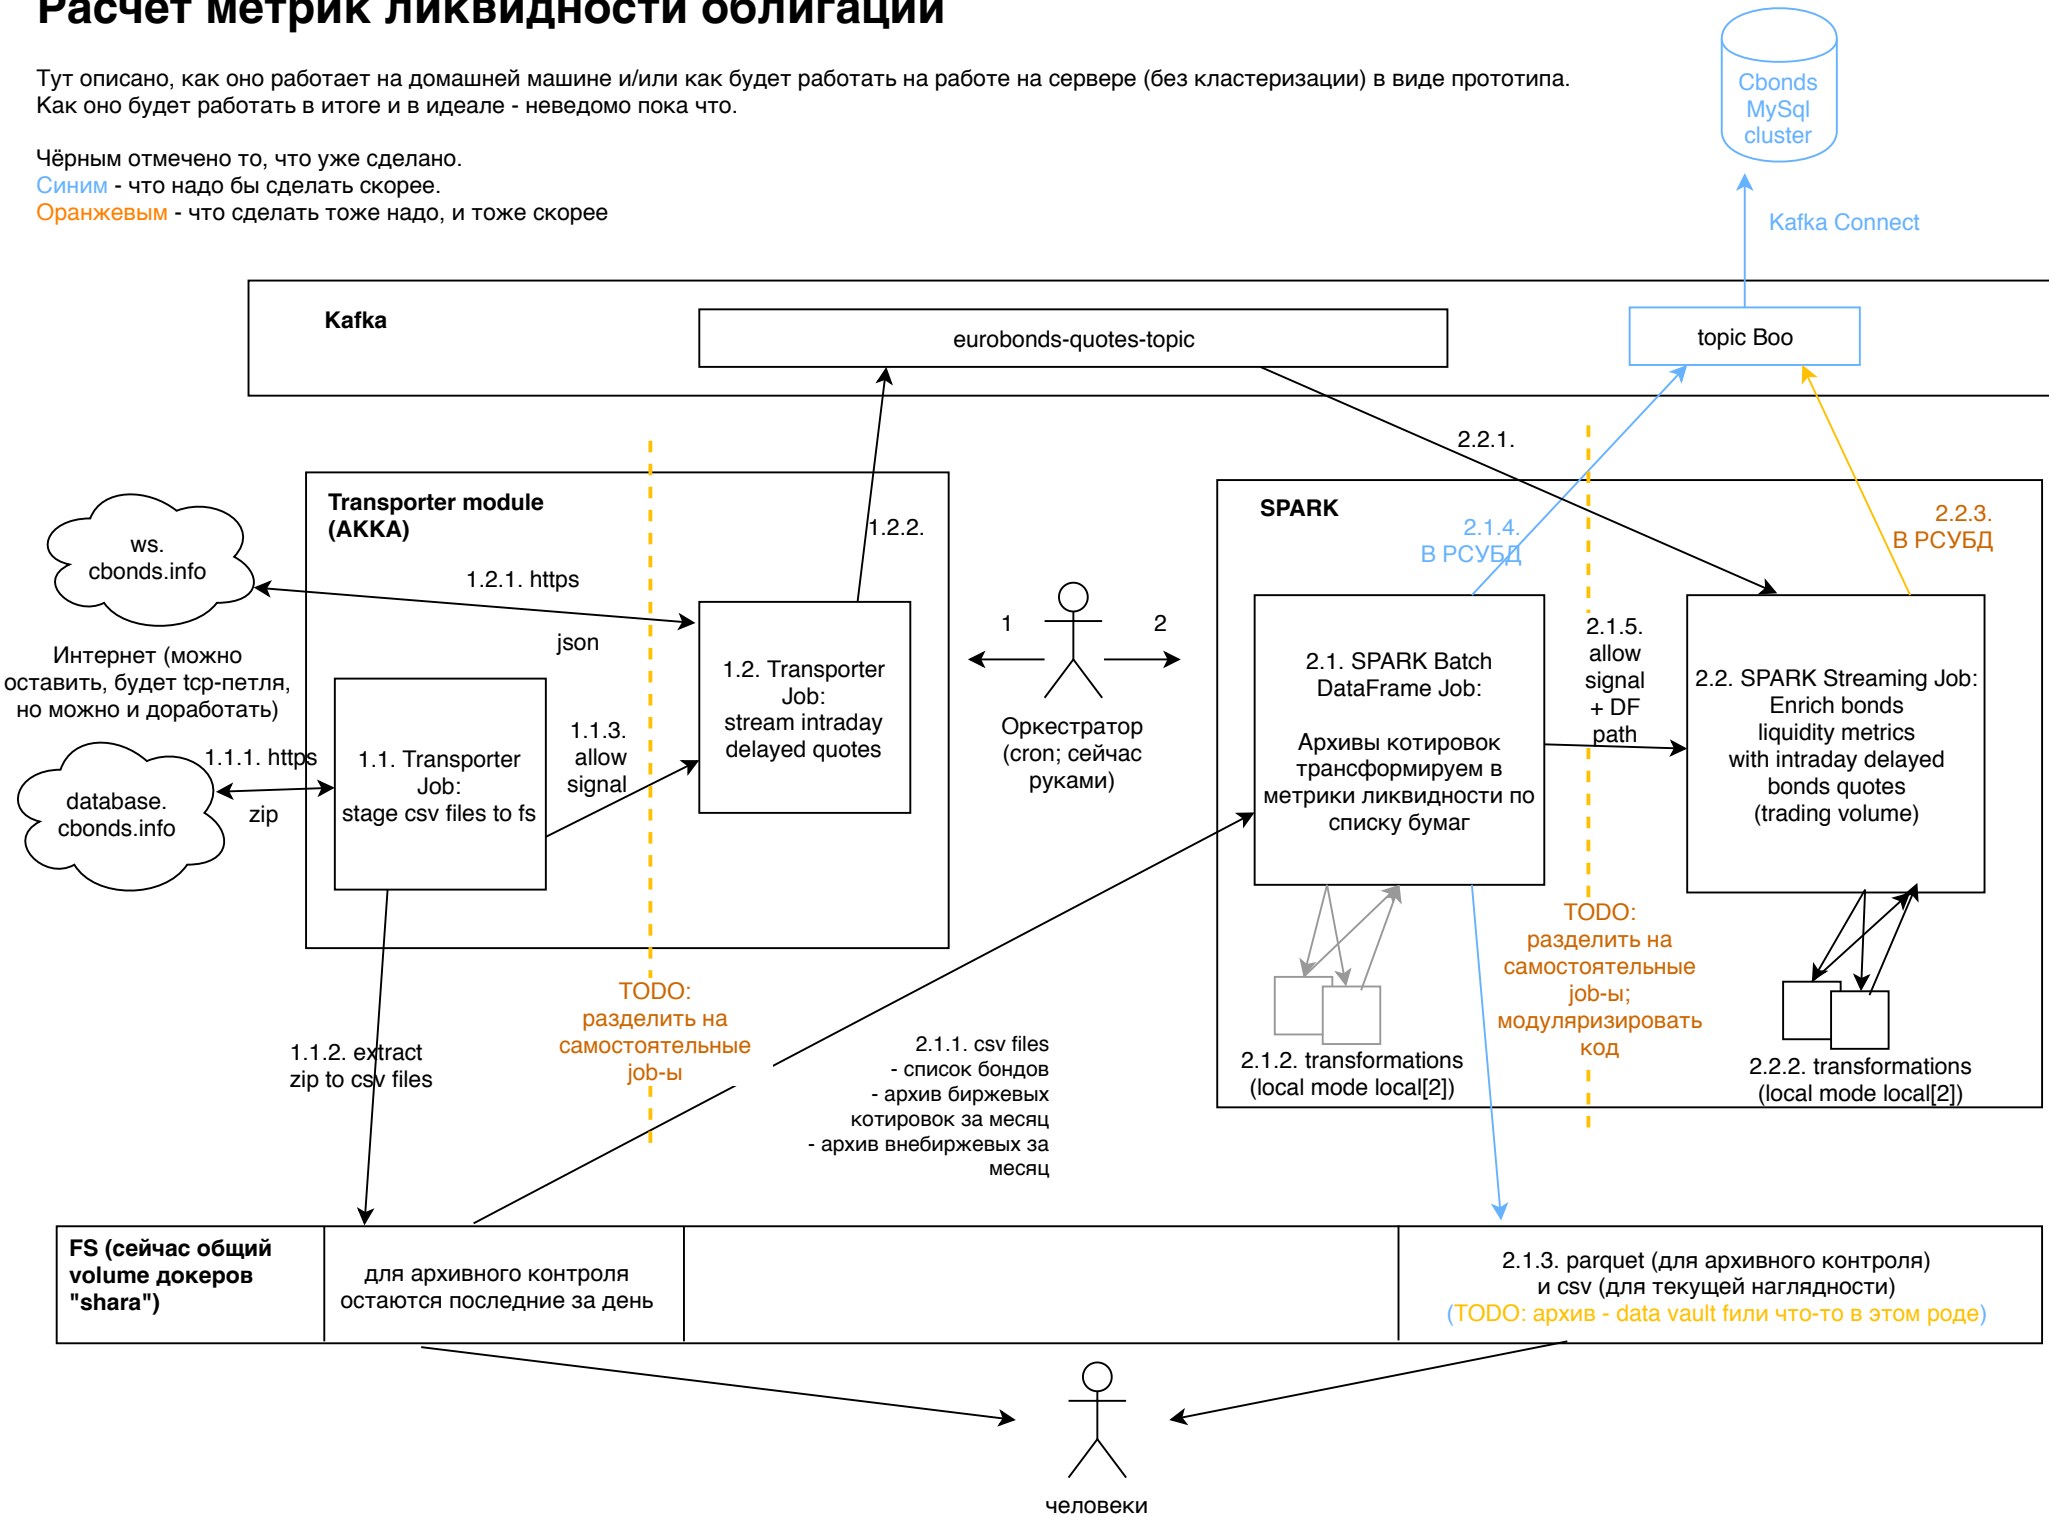 Расчет метрик ликвидности облигаций
Тут описано, как оно работает на домашней машине и/или как будет работать на работе на сервере (без кластеризации) в виде прототипа.
Как оно будет работать в итоге и в идеале - неведомо пока что.
Чёрным отмечено то, что уже сделано.
Синим - что надо бы сделать скорее.
Оранжевым - что сделать тоже надо, и тоже скорее
Cbonds
MySql
cluster
Kafka Connect
Kafka
eurobonds-quotes-topic
topic Boo
2.2.1.
Transporter module
(AKKA)
SPARK
1.2.2.
2.1.4.
В РСУБД
2.2.3.
В РСУБД
ws.
cbonds.info
1.2.1. https
json
Интернет (можно
оставить, будет tcp-петля,
но можно и доработать)
1.1.1. https
zip
database.
cbonds.info
1.1. Transporter
Job:
stage csv files to fs
1.1.3.
allow
signal
1.2. Transporter
Job:
stream intraday
delayed quotes
1
2
Оркестратор
(cron; сейчас
руками)
2.1. SPARK Batch
DataFrame Job:
Архивы котировок
трансформируем в
метрики ликвидности по
списку бумаг
2.1.5.
allow
signal
+ DF
path
2.2. SPARK Streaming Job:
Enrich bonds
liquidity metrics
with intraday delayed
bonds quotes
(trading volume)
TODO:
разделить на
самостоятельные
job-ы
TODO:
разделить на
самостоятельные
job-ы;
модуляризировать
код
1.1.2. extract
zip to csv files
2.1.1. csv files
- список бондов
- архив биржевых
котировок за месяц
- архив внебиржевых за
месяц
2.1.2. transformations
(local mode local[2])
2.2.2. transformations
(local mode local[2])
FS (сейчас общий
volume докеров
"shara")
для архивного контроля
остаются последние за день
2.1.3. parquet (для архивного контроля)
и csv (для текущей наглядности)
(TODO: архив - data vault fили что-то в этом роде)
человеки